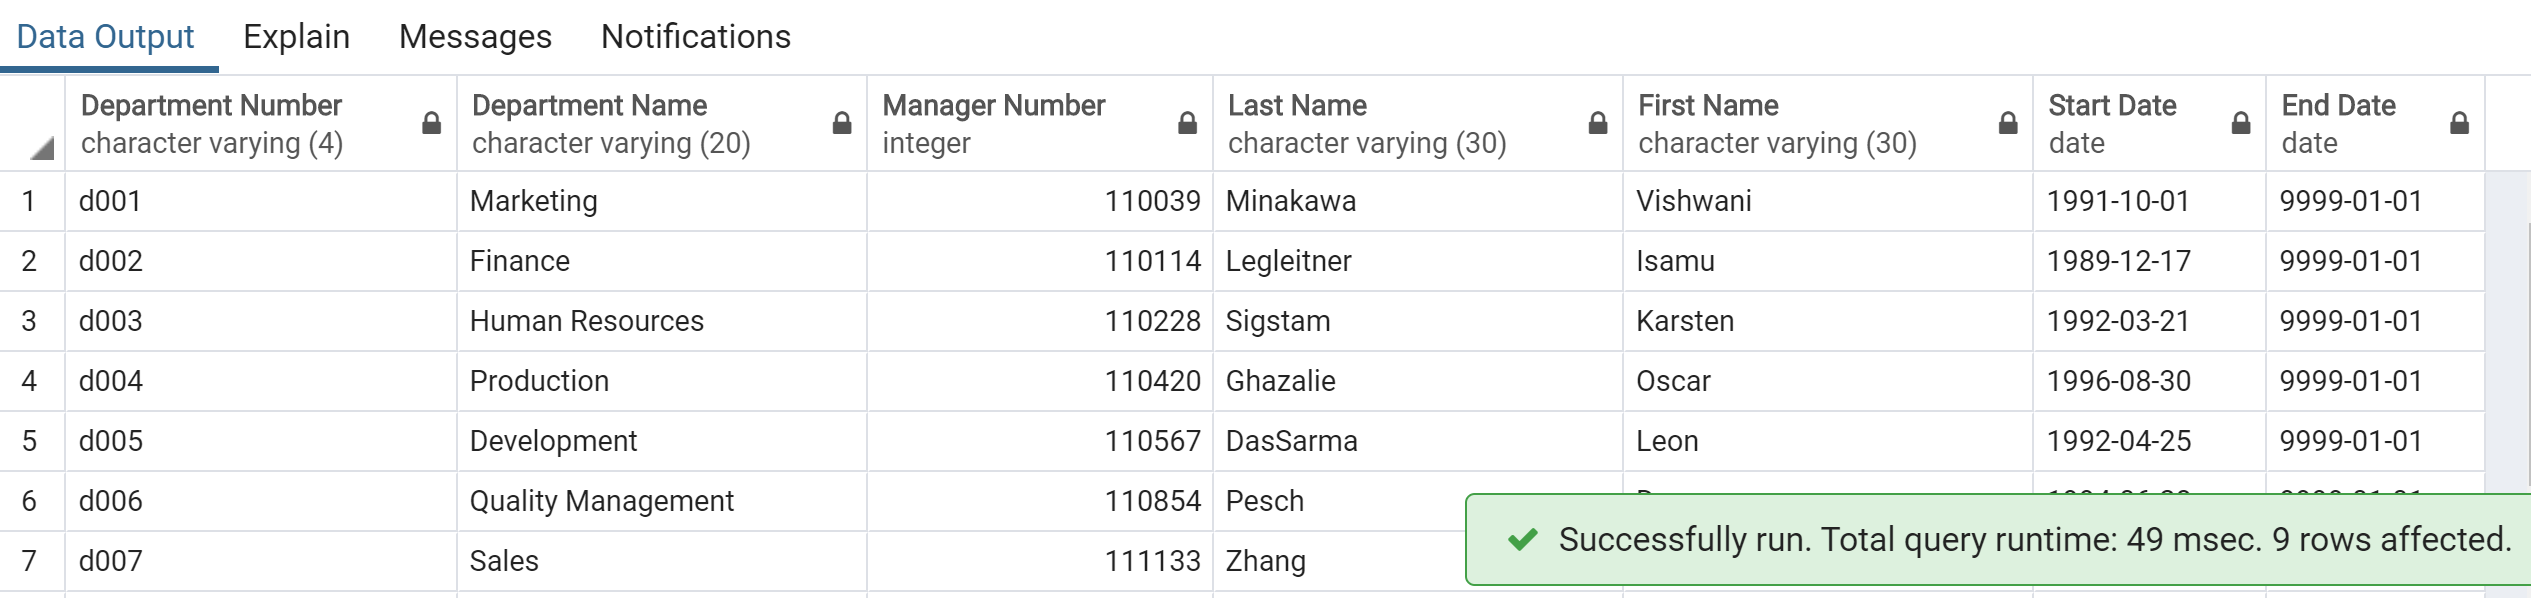 Data Output Explain Messages Notifications
Department Number Department Name Manager Number Last Name First Name Start Date End Date
character varying (4) character varying (20) integer character varying (30) character varying (30) date date
1 d001 Marketing 110039 Minakawa Vishwani 1991-10-01 9999-01-01
2 d002 Finance 110114 Legleitner Isamu 1989-12-17 9999-01-01
3 d003 Human Resources 110228 Sigstam Karsten 1992-03-21 9999-01-01
4 d004 Production 110420 Ghazalie Oscar 1996-08-30 9999-01-01
5 d005 Development 110567 DasSarma Leon 1992-04-25 9999-01-01
6 d006 Quality Management 110854 Pesch
Successfully run. Total query runtime: 49 msec. 9 rows affected.
7 d007 Sales 111133 Zhang